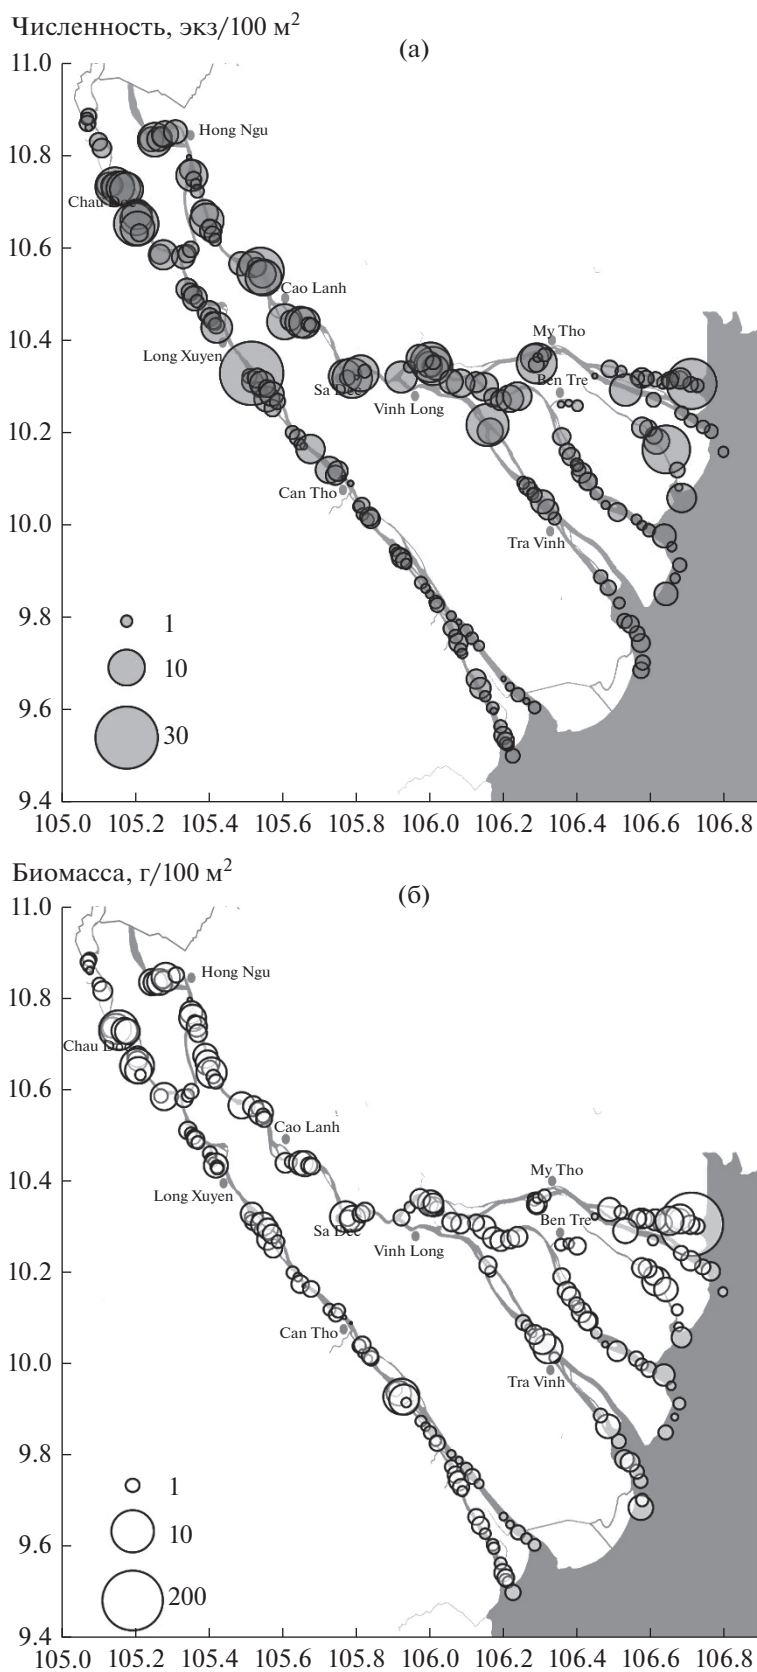 Численность, экз/100 м²
(а)
11.0
Hong Ngu
10.8
Chau Doc
10.6
Cao Lanh
10.4
My Tho
Long Xuyen
Ben Tre
Sa Dec
Vinh Long
10.2
Can Tho
10.0
Tra Vinh
9.8
1
10
9.6
30
9.4
105.0 105.2 105.4 105.6 105.8 106.0 106.2 106.4 106.6 106.8
Биомасса, г/100 м²
(б)
11.0
Hong Ngu
10.8
Chau Doc
10.6
Cao Lanh
10.4
My Tho
Long Xuyen
Ben Tre
Sa Dec
Vinh Long
10.2
Can Tho
10.0
Tra Vinh
9.8
1
10
9.6
200
9.4
105.0 105.2 105.4 105.6 105.8 106.0 106.2 106.4 106.6 106.8